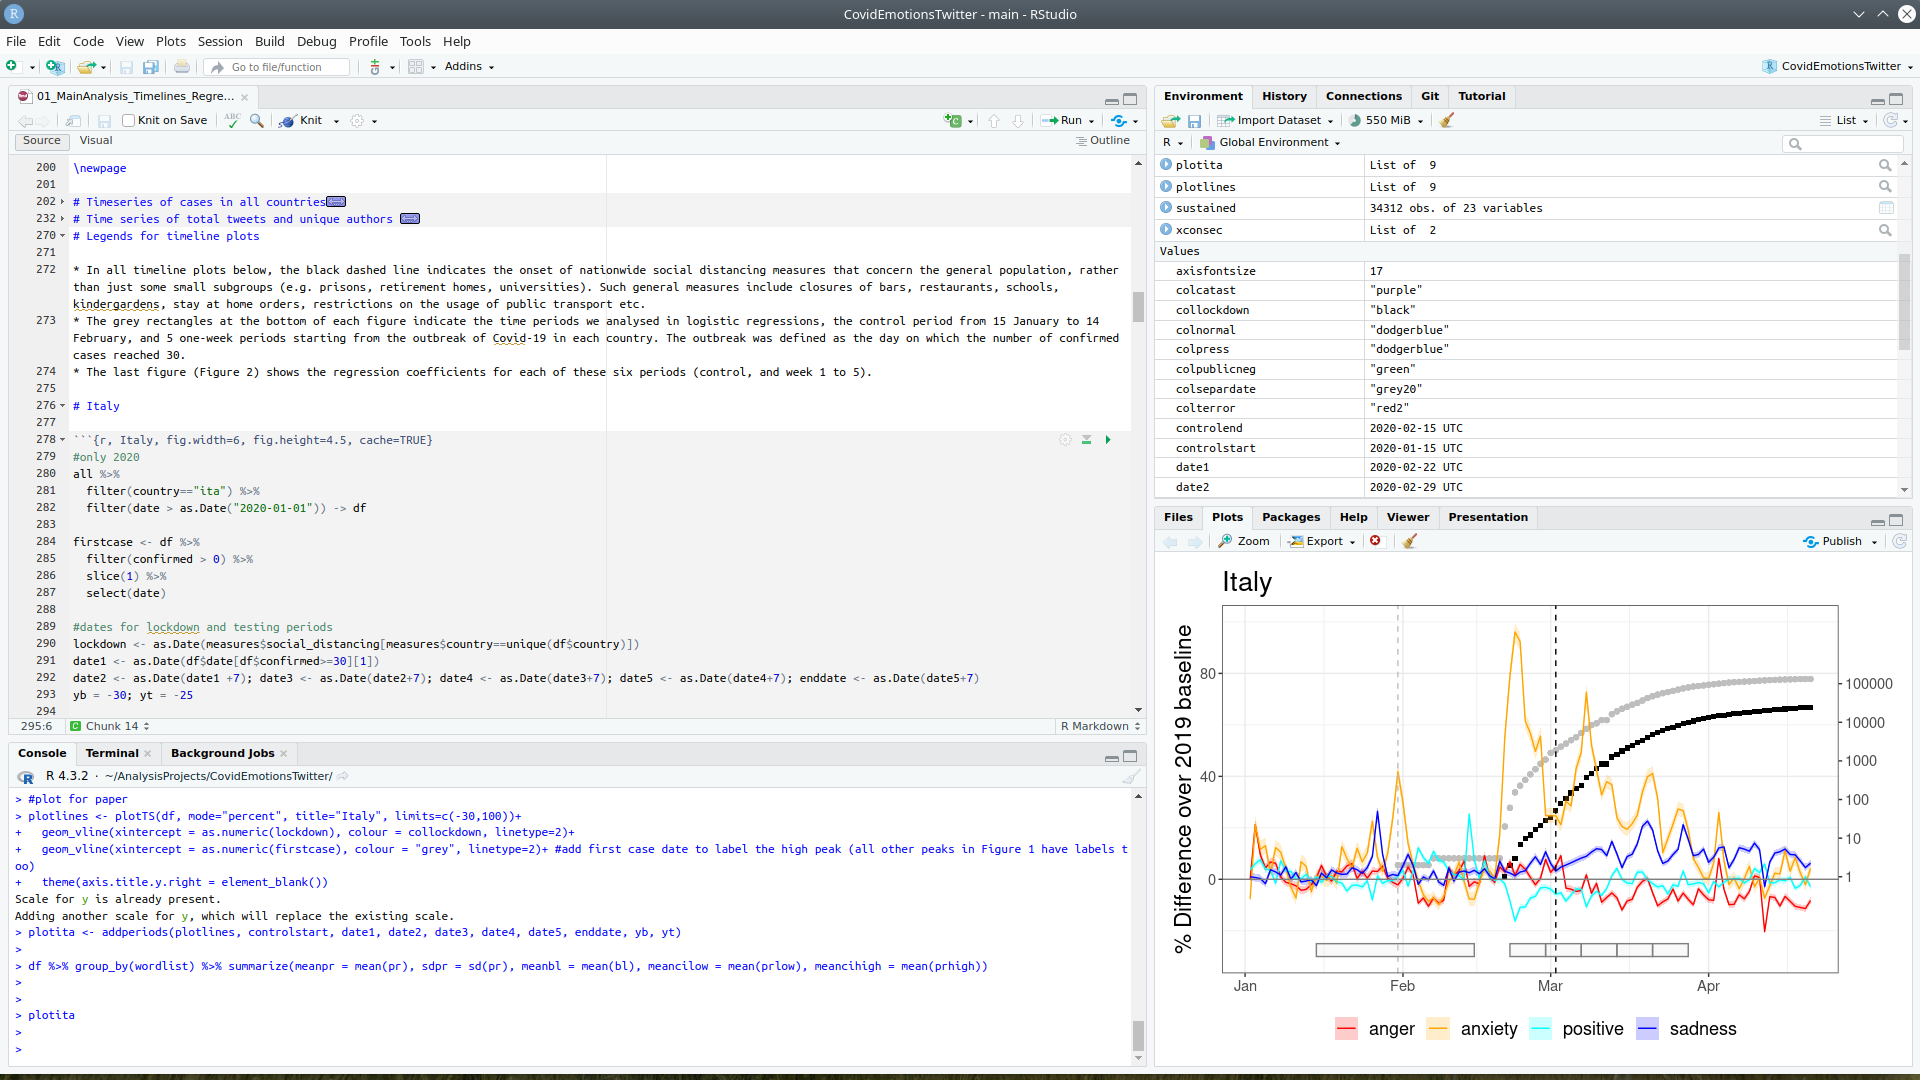 CovidEmotionsTwitter - main - RStudio
File Edit Code View Plots Session Build Debug Profile Tools Help
Go to file/function
Addins
CovidEmotionsTwitter
01_MainAnalysis_Timelines_Regre...
Knit on Save
ABC
Knit
Run
Source Visual
Outline
200 \newpage
201
202 # Timeseries of cases in all countries
232 # Time series of total tweets and unique authors
270 # Legends for timeline plots
271
272 * In all timeline plots below, the black dashed line indicates the onset of nationwide social distancing measures that concern the general population, rather
than just some small subgroups (e.g. prisons, retirement homes, universities). Such general measures include closures of bars, restaurants, schools,
kindergardens, stay at home orders, restrictions on the usage of public transport etc.
273 * The grey rectangles at the bottom of each figure indicate the time periods we analysed in logistic regressions, the control period from 15 January to 14
February, and 5 one-week periods starting from the outbreak of Covid-19 in each country. The outbreak was defined as the day on which the number of confirmed
cases reached 30.
274 * The last figure (Figure 2) shows the regression coefficients for each of these six periods (control, and week 1 to 5).
275
276 # Italy
277
278 ```{r, Italy, fig.width=6, fig.height=4.5, cache=TRUE}
279 #only 2020
280 all %>%
281 filter(country=="ita") %>%
282 filter(date > as.Date("2020-01-01")) -> df
283
284 firstcase <- df %>%
285 filter(confirmed > 0) %>%
286 slice(1) %>%
287 select(date)
288
289 #dates for lockdown and testing periods
290 lockdown <- as.Date(measures$social_distancing[measures$country==unique(df$country)])
291 date1 <- as.Date(df$date[df$confirmed>=30][1])
292 date2 <- as.Date(date1 +7); date3 <- as.Date(date2+7); date4 <- as.Date(date3+7); date5 <- as.Date(date4+7); enddate <- as.Date(date5+7)
293 yb = -30; yt = -25
294
295:6 Chunk 14 R Markdown
Console Terminal Background Jobs
R 4.3.2 · ~/AnalysisProjects/CovidEmotionsTwitter/
> #plot for paper
> plotlines <- plotTS(df, mode="percent", title="Italy", limits=c(-30,100))+
+ geom_vline(xintercept = as.numeric(lockdown), colour = collockdown, linetype=2)+
+ geom_vline(xintercept = as.numeric(firstcase), colour = "grey", linetype=2)+ #add first case date to label the high peak (all other peaks in Figure 1 have labels t
oo)
+ theme(axis.title.y.right = element_blank())
Scale for y is already present.
Adding another scale for y, which will replace the existing scale.
> plotita <- addperiods(plotlines, controlstart, date1, date2, date3, date4, date5, enddate, yb, yt)
>
> df %>% group_by(wordlist) %>% summarize(meanpr = mean(pr), sdpr = sd(pr), meanbl = mean(bl), meancilow = mean(prlow), meancihigh = mean(prhigh))
>
>
> plotita
>
>
Environment History Connections Git Tutorial
Import Dataset 550 MiB List
R Global Environment
plotita List of 9
plotlines List of 9
sustained 34312 obs. of 23 variables
xconsec List of 2
Values
axisfontsize 17
colcatast "purple"
collockdown "black"
colnormal "dodgerblue"
colpress "dodgerblue"
colpublicneg "green"
colsepardate "grey20"
colterror "red2"
controlend 2020-02-15 UTC
controlstart 2020-01-15 UTC
date1 2020-02-22 UTC
date2 2020-02-29 UTC
Files Plots Packages Help Viewer Presentation
Zoom Export Publish
Italy
% Difference over 2019 baseline
80
40
0
100000
10000
1000
100
10
1
Jan Feb Mar Apr
anger anxiety positive sadness